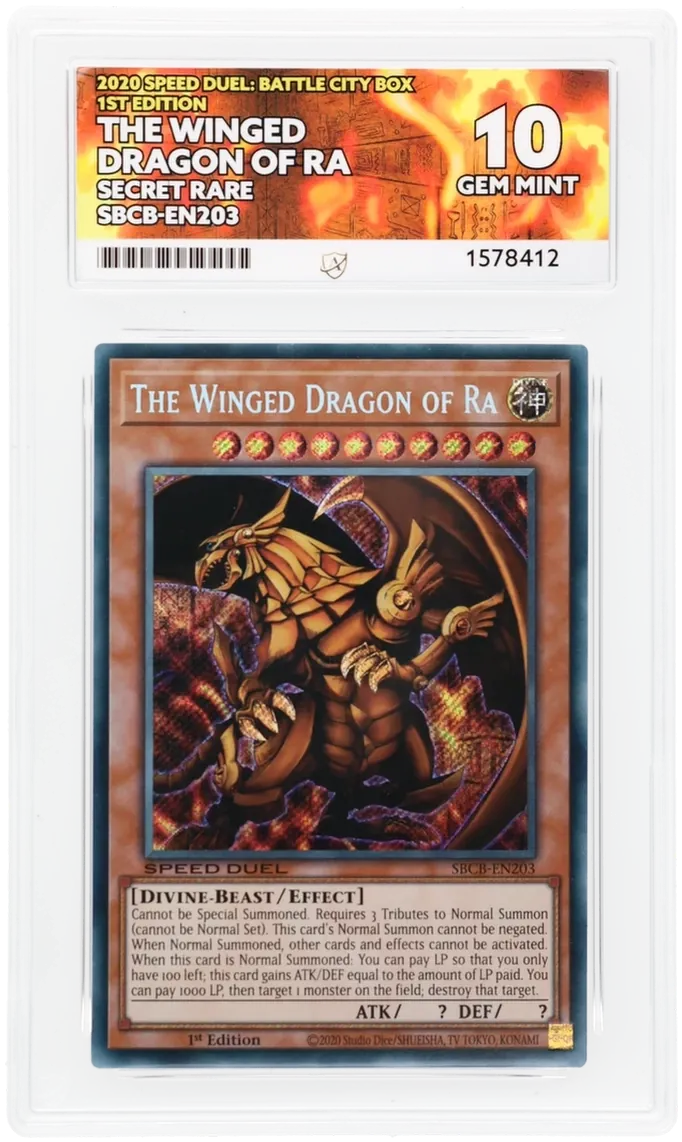 2020 SPEED DUEL: BATTLE CITY BOX
1ST EDITION
THE WINGED
DRAGON OF RA
SECRET RARE
SBCB-EN203
10
GEM MINT
1578412
THE WINGED DRAGON OF RA
神
SPEED DUEL
SBCB-EN203
[DIVINE-BEAST/EFFECT]
Cannot be Special Summoned. Requires 3 Tributes to Normal Summon
(cannot be Normal Set). This card's Normal Summon cannot be negated.
When Normal Summoned, other cards and effects cannot be activated.
When this card is Normal Summoned: You can pay LP so that you only
have 100 left; this card gains ATK/DEF equal to the amount of LP paid. You
can pay 1000 LP, then target 1 monster on the field; destroy that target.
ATK/ ? DEF/ ?
1st Edition
©2020 Studio Dice/SHUEISHA, TV TOKYO, KONAMI